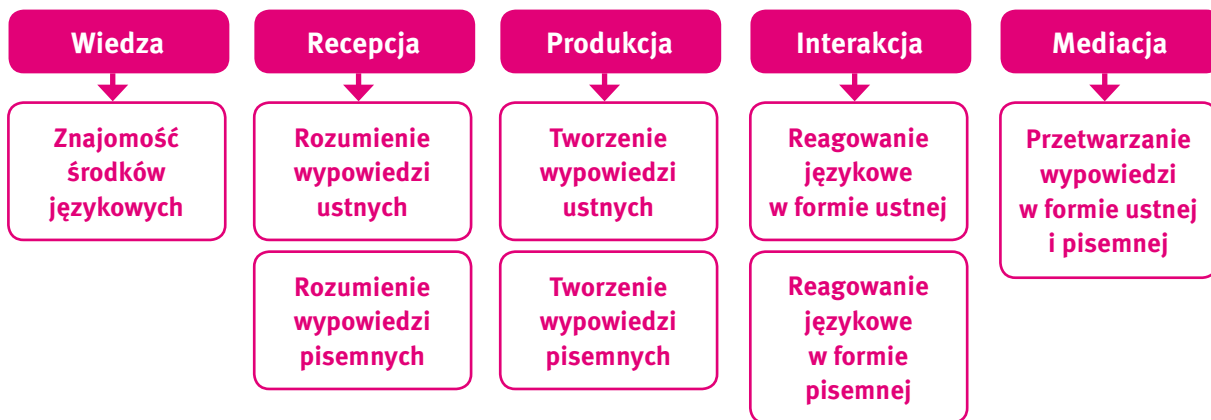 Wiedza
Znajomość
środków
językowych
Recepcja
Rozumienie
wypowiedzi
ustnych
Rozumienie
wypowiedzi
pisemnych
Produkcja
Tworzenie
wypowiedzi
ustnych
Tworzenie
wypowiedzi
pisemnych
Interakcja
Reagowanie
językowe
w formie ustnej
Reagowanie
językowe
w formie
pisemnej
Mediacja
Przetwarzanie
wypowiedzi
w formie ustnej
i pisemnej